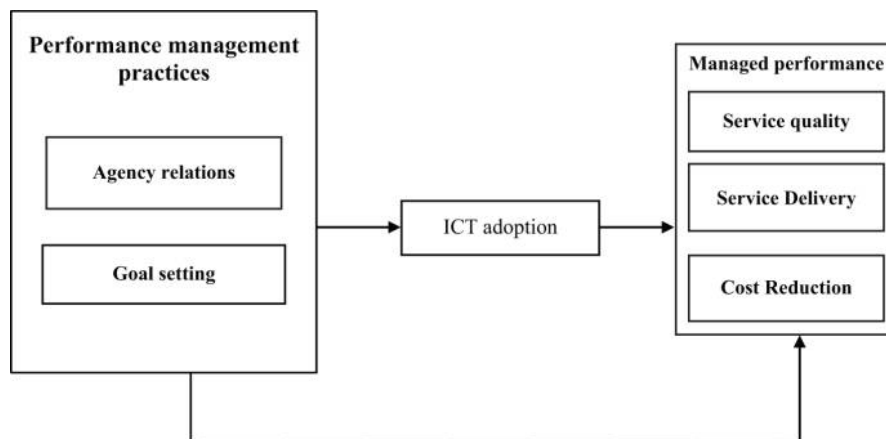 Performance management
practices
Agency relations
Goal setting
ICT adoption
Managed performance
Service quality
Service Delivery
Cost Reduction